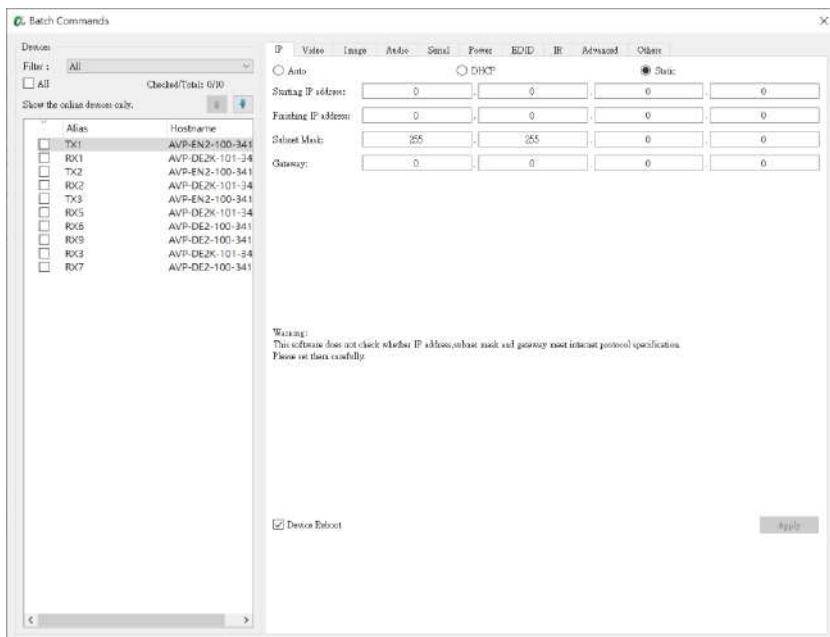 Batch Commands
Devices
Filter : All
All Checked/Total: 0/10
Show the online devices only.
Alias Hostname
TX1 AVP-EN2-100-341
RX1 AVP-DE2K-101-34
TX2 AVP-EN2-100-341
RX2 AVP-DE2K-101-34
TX3 AVP-EN2-100-341
RX5 AVP-DE2K-101-34
RX6 AVP-DE2-100-341
RX9 AVP-DE2-100-341
RX3 AVP-DE2K-101-34
RX7 AVP-DE2-100-341
IP Video Image Audio Serial Power EDID IR Advanced Others
Auto DHCP Static
Starting IP address: 0 . 0 . 0 . 0
Finishing IP address: 0 . 0 . 0 . 0
Subnet Mask: 255 . 255 . 0 . 0
Gateway: 0 . 0 . 0 . 0
Warning:
This software does not check whether IP address,subnet mask and gateway meet internet protocol specification.
Please set them carefully.
Device Reboot Apply